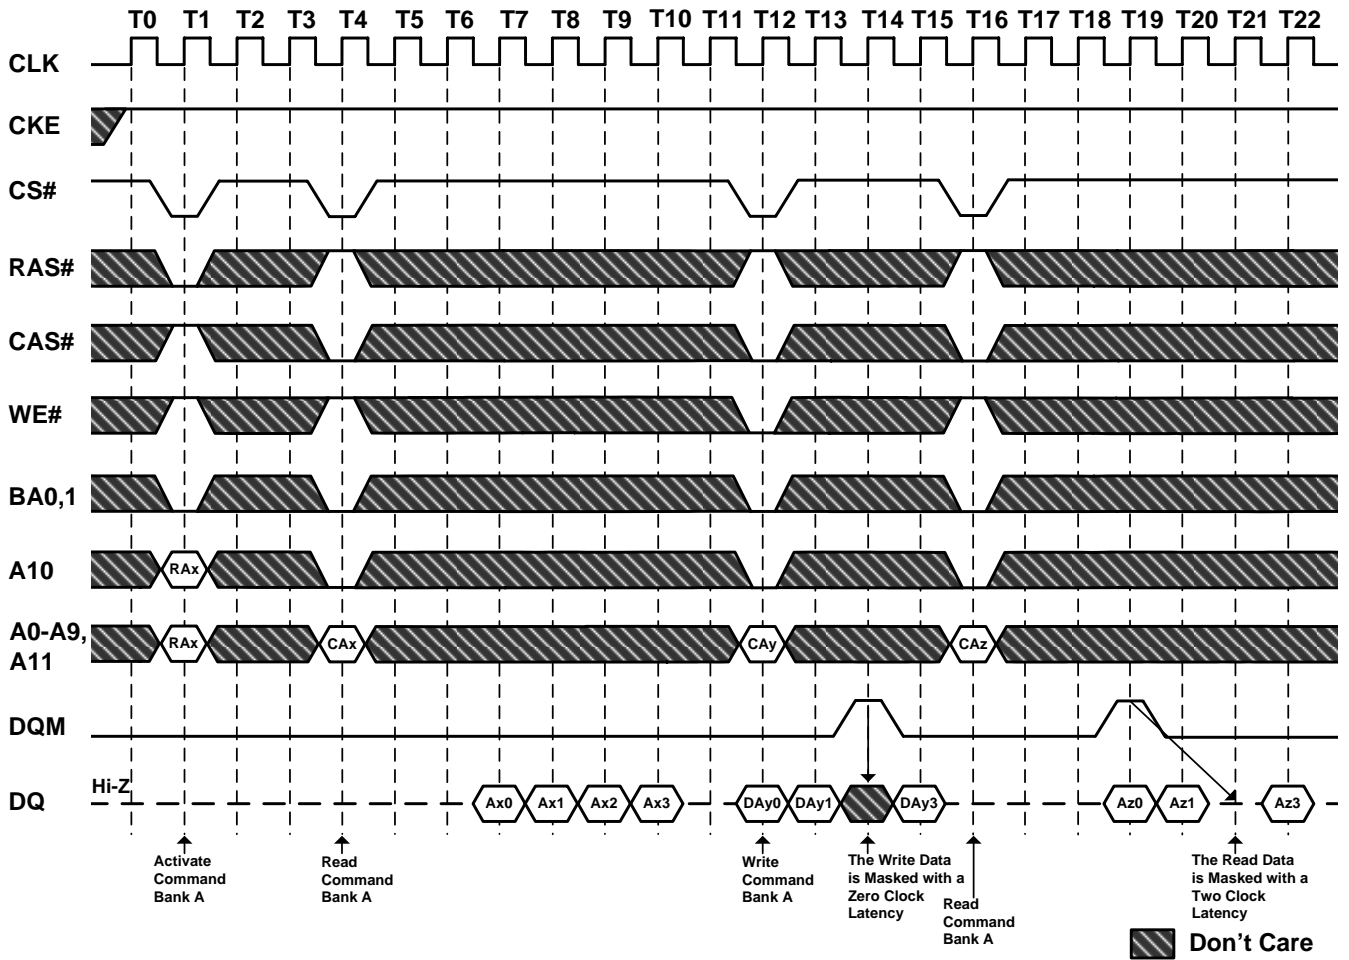 T0 T1 T2 T3 T4 T5 T6 T7 T8 T9 T10 T11 T12 T13 T14 T15 T16 T17 T18 T19 T20 T21 T22
CLK
CKE
CS#
RAS#
CAS#
WE#
BA0,1
A10
RAx
A0-A9,
A11
RAx CAx CAy CAz
DQM
Hi-Z
DQ
Ax0 Ax1 Ax2 Ax3 DAy0 DAy1 DAy3 Az0 Az1 Az3
Activate
Command
Bank A
Read
Command
Bank A
Write
Command
Bank A
The Write Data
is Masked with a
Zero Clock
Latency
Read
Command
Bank A
The Read Data
is Masked with a
Two Clock
Latency
Don't Care